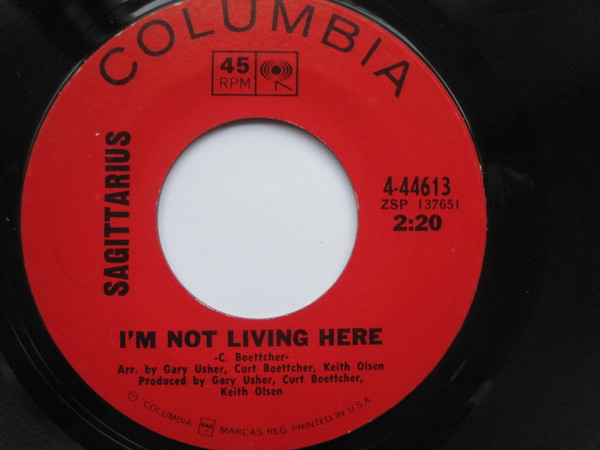 COLUMBIA
45
RPM
SAGITTARIUS
4-44613
ZSP 137651
2:20
I'M NOT LIVING HERE
-C. Boettcher-
Arr. by Gary Usher, Curt Boettcher, Keith Olsen
Produced by Gary Usher, Curt Boettcher,
Keith Olsen
Ⓟ COLUMBIA MARCAS REG. PRINTED IN U.S.A.